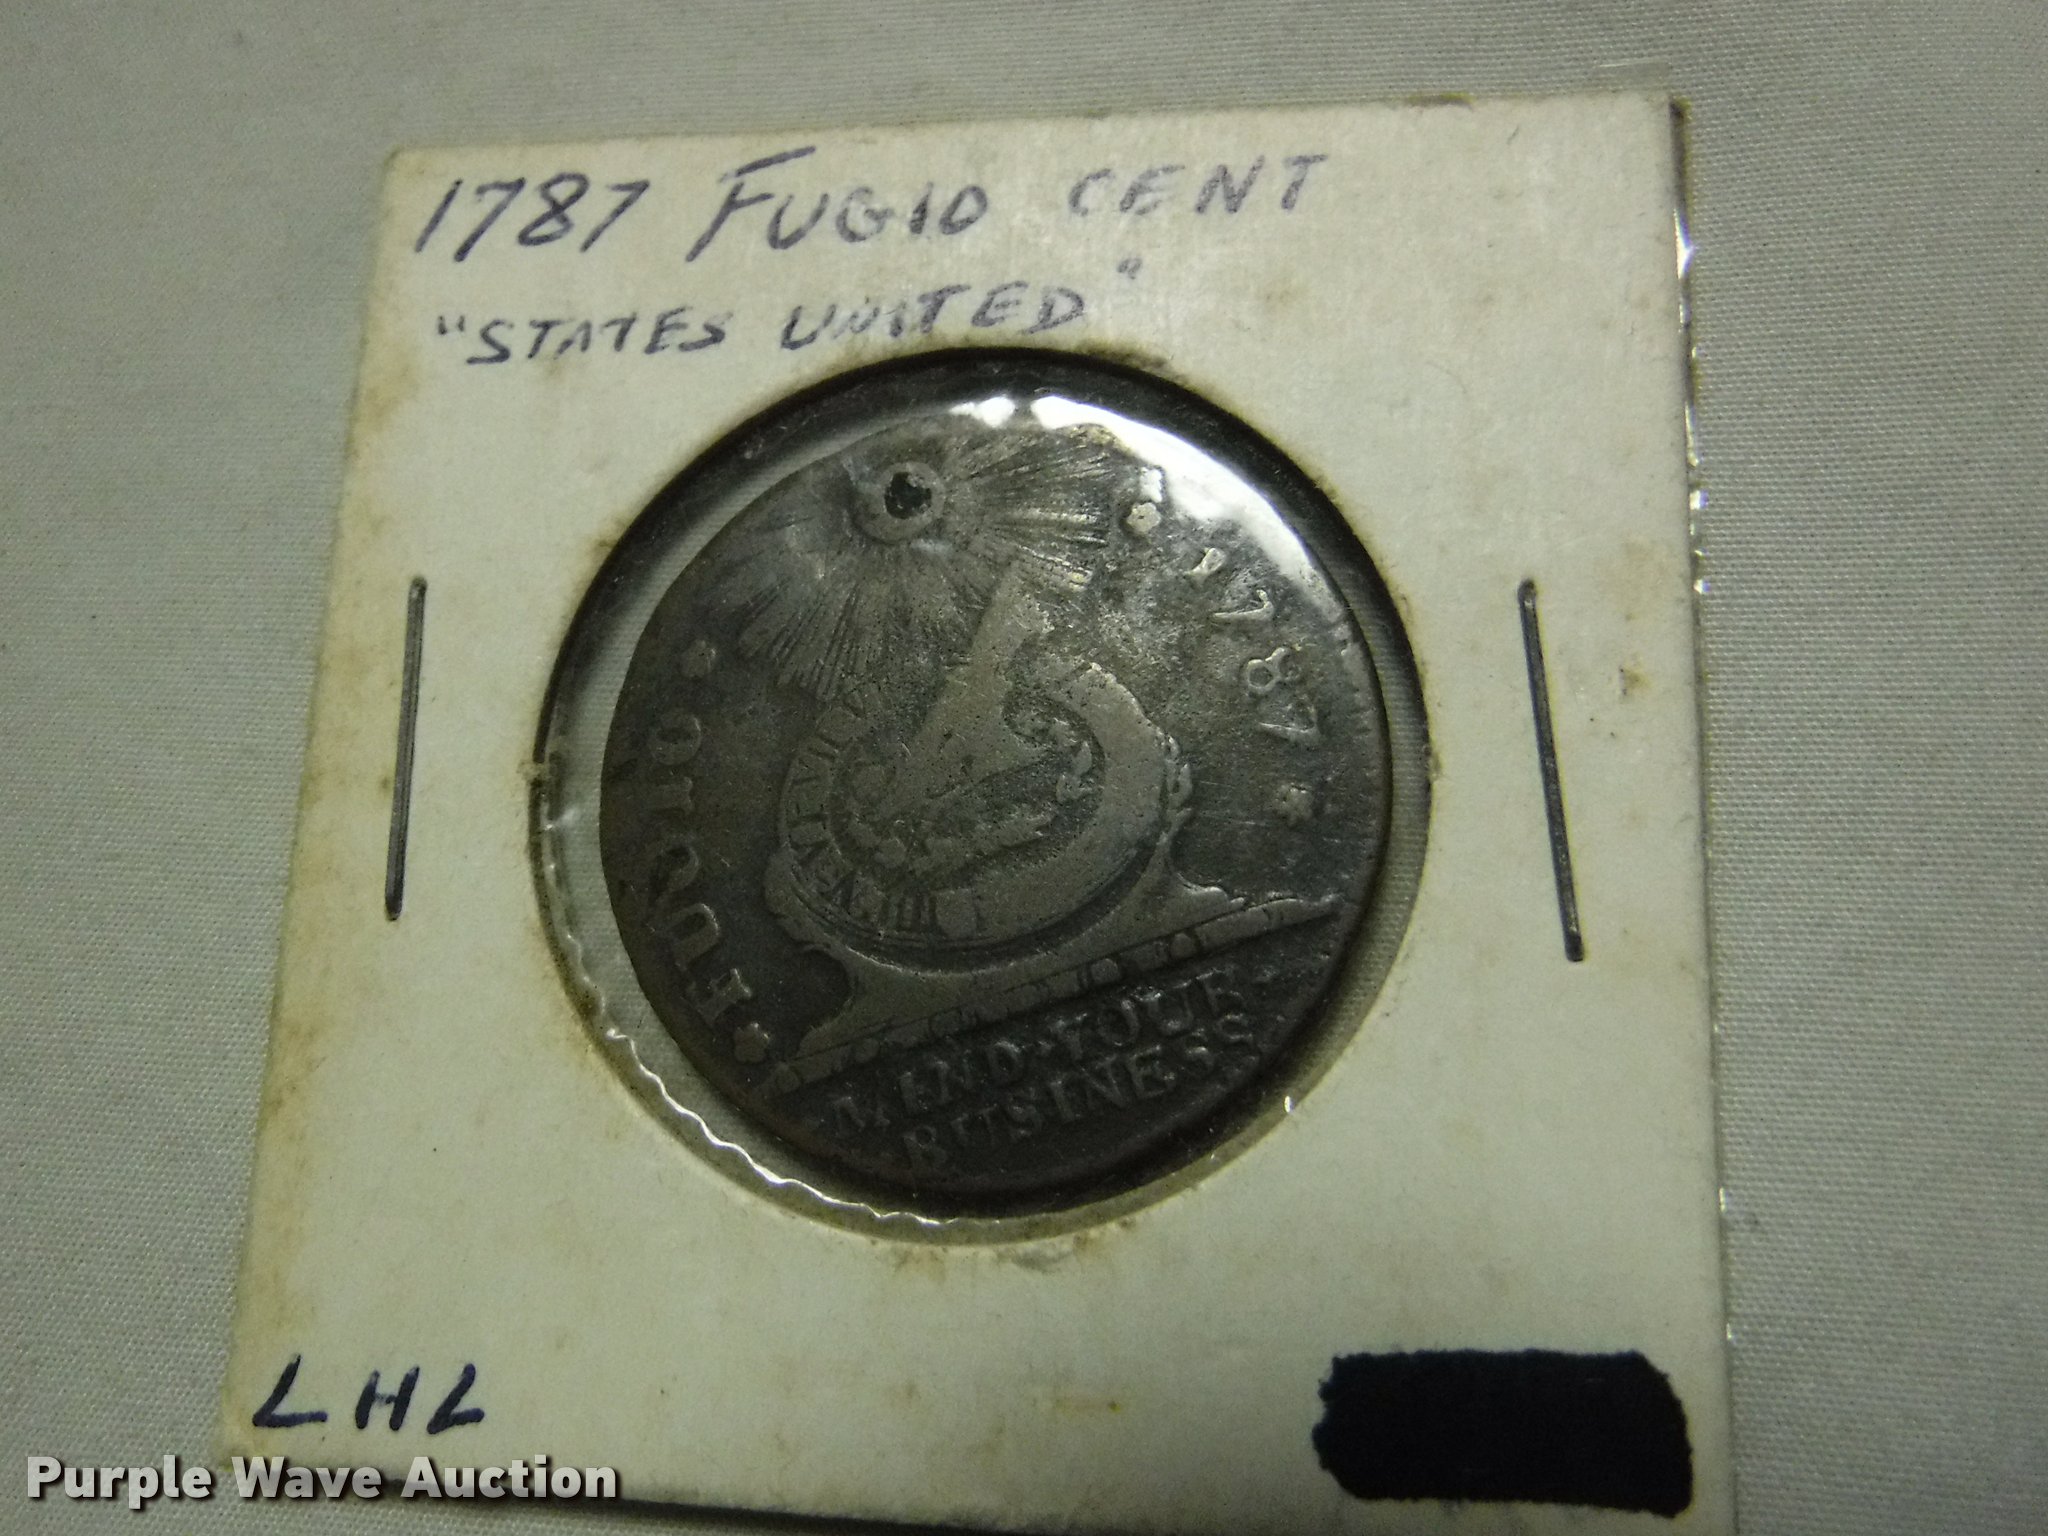 1787 FUGIO CENT
"STATES UNITED"
1787
FUGIO
MIND·YOUR·
BUSINESS
LHL
Purple Wave Auction